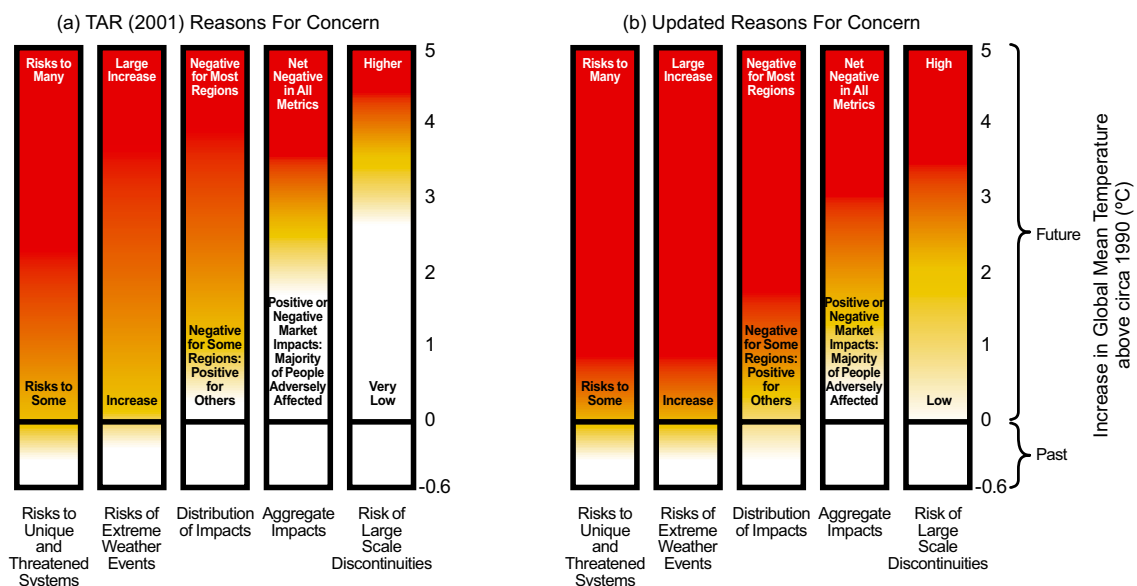 (a) TAR (2001) Reasons For Concern
Risks to
Many
Large
Increase
Negative
for Most
Regions
Net
Negative
in All
Metrics
Higher
Risks to
Some
Increase
Negative
for Some
Regions:
Positive
for
Others
Positive or
Negative
Market
Impacts:
Majority
of People
Adversely
Affected
Very
Low
5
4
3
2
1
0
-0.6
Risks to
Unique
and
Threatened
Systems
Risks of
Extreme
Weather
Events
Distribution
of Impacts
Aggregate
Impacts
Risk of
Large
Scale
Discontinuities
(b) Updated Reasons For Concern
Risks to
Many
Large
Increase
Negative
for Most
Regions
Net
Negative
in All
Metrics
High
Risks to
Some
Increase
Negative
for Some
Regions:
Positive
for
Others
Positive or
Negative
Market
Impacts:
Majority
of People
Adversely
Affected
Low
5
4
3
2
1
0
-0.6
Future
Past
Increase in Global Mean Temperature
above circa 1990 (ºC)
Risks to
Unique
and
Threatened
Systems
Risks of
Extreme
Weather
Events
Distribution
of Impacts
Aggregate
Impacts
Risk of
Large
Scale
Discontinuities